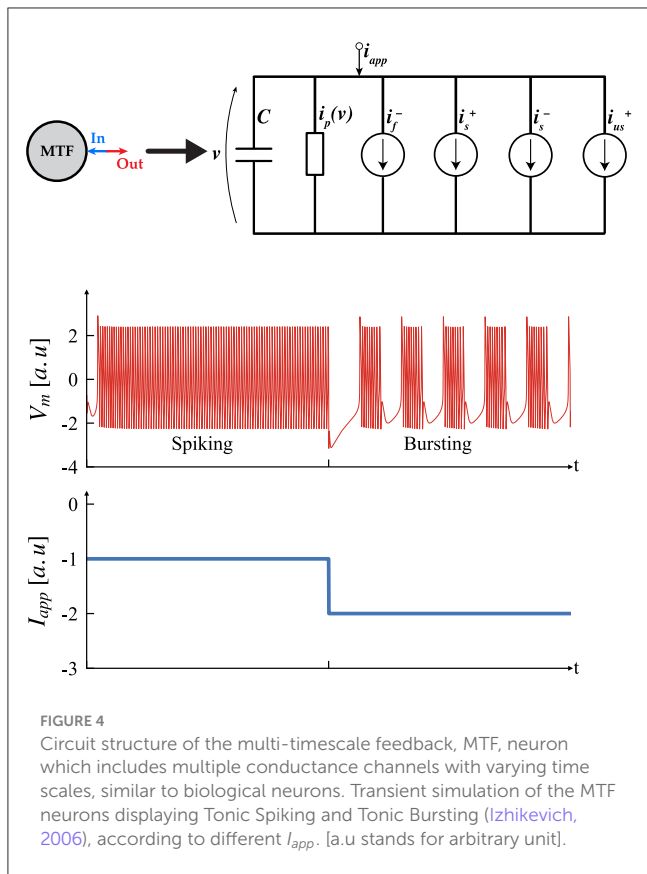 i_app
C
i_p(v)
i_f^-
i_s^+
i_s^-
i_us^+
In
MTF
Out
v
2
0
-2
-4
V_m [a.u]
Spiking
Bursting
t
0
-1
-2
-3
I_app [a.u]
t
FIGURE 4
Circuit structure of the multi-timescale feedback, MTF, neuron
which includes multiple conductance channels with varying time
scales, similar to biological neurons. Transient simulation of the MTF
neurons displaying Tonic Spiking and Tonic Bursting (Izhikevich,
2006), according to different I_app. [a.u stands for arbitrary unit].